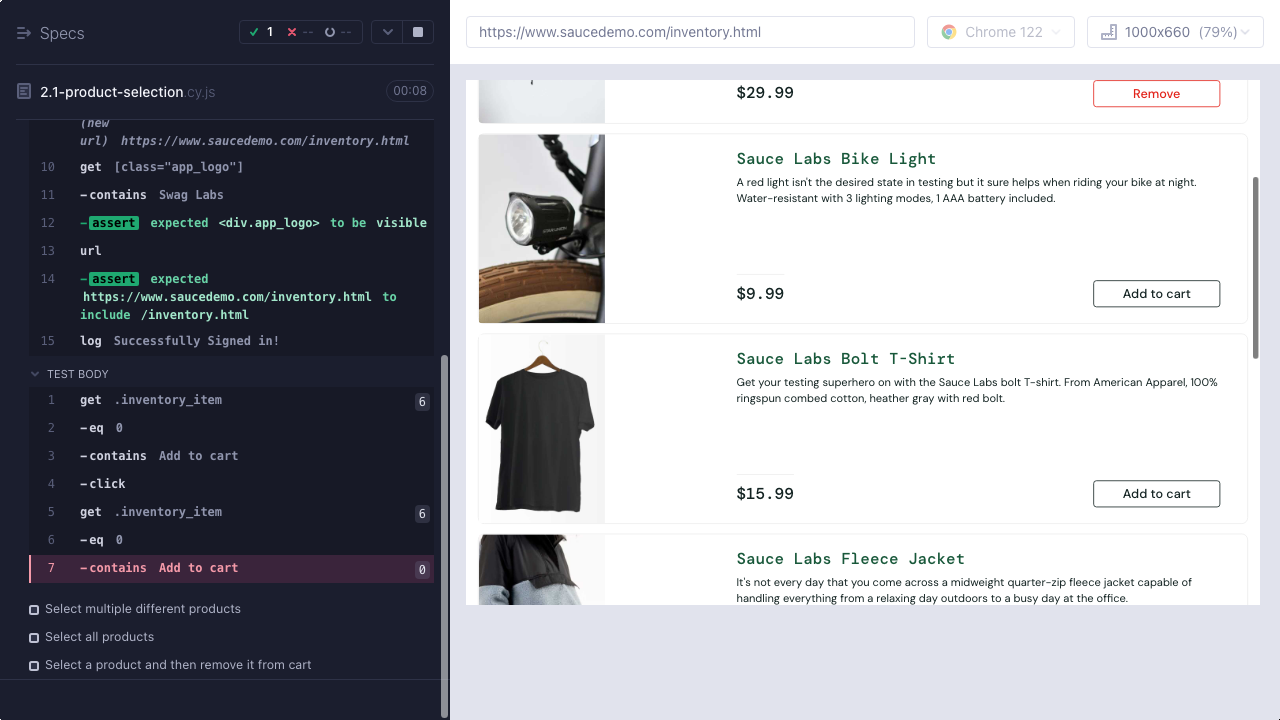 Specs
1
--
--
2.1-product-selection.cy.js
00:08
(new
url) https://www.saucedemo.com/inventory.html
10 get [class="app_logo"]
11 -contains Swag Labs
12 -assert expected <div.app_logo> to be visible
13 url
14 -assert expected
https://www.saucedemo.com/inventory.html to
include /inventory.html
15 log Successfully Signed in!
TEST BODY
1 get .inventory_item 6
2 -eq 0
3 -contains Add to cart
4 -click
5 get .inventory_item 6
6 -eq 0
7 -contains Add to cart 0
Select multiple different products
Select all products
Select a product and then remove it from cart
https://www.saucedemo.com/inventory.html
Chrome 122
1000x660 (79%)
$29.99
Remove
Sauce Labs Bike Light
A red light isn't the desired state in testing but it sure helps when riding your bike at night.
Water-resistant with 3 lighting modes, 1 AAA battery included.
$9.99
Add to cart
Sauce Labs Bolt T-Shirt
Get your testing superhero on with the Sauce Labs bolt T-shirt. From American Apparel, 100%
ringspun combed cotton, heather gray with red bolt.
$15.99
Add to cart
Sauce Labs Fleece Jacket
It's not every day that you come across a midweight quarter-zip fleece jacket capable of
handling everything from a relaxing day outdoors to a busy day at the office.